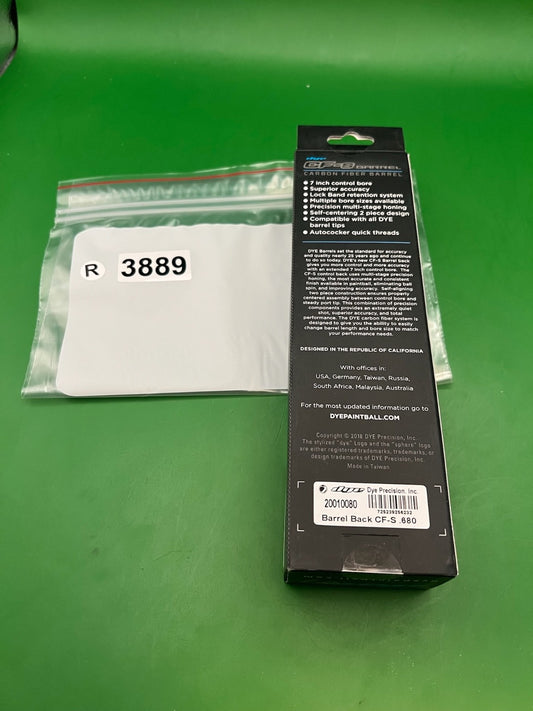 dye
CF-S BARREL
CARBON FIBER BARREL
• 7 inch control bore
• Superior accuracy
• Lock Band retention system
• Multiple bore sizes available
• Precision multi-stage honing
• Self-centering 2 piece design
• Compatible with all DYE
barrel tips
• Autococker quick threads
DYE Barrels set the standard for accuracy
and quality nearly 25 years ago and continue
to do so today. DYE's new CF-S Barrel back
gives you more control and more accuracy
with an extended 7 inch control bore. The
CF-S control back uses multi-stage precision
honing, the most accurate and consistent
finish available in paintball, eliminating ball
spin, and improving accuracy. Self-aligning
two piece construction ensures properly
centered assembly between control bore and
steady port tip. This combination of precision
components provides an extremely quiet
shot, superior accuracy, and total
performance. The DYE carbon fiber system is
designed to give you the ability to easily
change barrel length and bore size to match
your performance.
DESIGNED IN THE REPUBLIC OF CALIFORNIA
With offices in:
USA, Germany, Taiwan, Russia,
South Africa, Malaysia, Australia
For the most updated information go to
DYEPAINTBALL.COM
Copyright © 2018 DYE Precision, Inc.
The stylized "dye" Logo and the "sphere" logo
are either registered trademarks, trademarks, or
design trademarks of DYE Precision, Inc.
Made in Taiwan
dye Dye Precision, Inc.
20010080
Barrel Back CF-S .680
R 3889